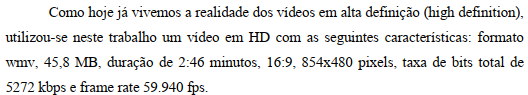 Como hoje já vivemos a realidade dos vídeos em alta definição (high definition),
utilizou-se neste trabalho um vídeo em HD com as seguintes características: formato
wmv, 45,8 MB, duração de 2:46 minutos, 16:9, 854x480 pixels, taxa de bits total de
5272 kbps e frame rate 59.940 fps.